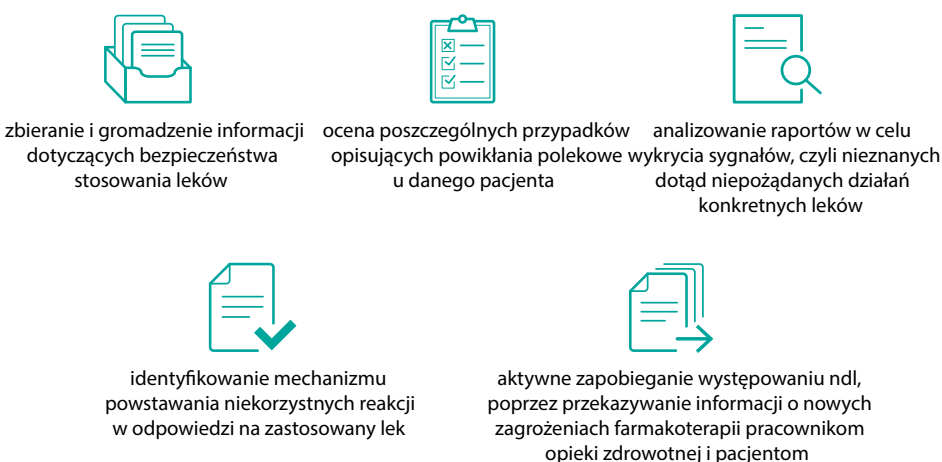 zbieranie i gromadzenie informacji
dotyczących bezpieczeństwa
stosowania leków
ocena poszczególnych przypadków
opisujących powikłania polekowe
u danego pacjenta
analizowanie raportów w celu
wykrycia sygnałów, czyli nieznanych
dotąd niepożądanych działań
konkretnych leków
identyfikowanie mechanizmu
powstawania niekorzystnych reakcji
w odpowiedzi na zastosowany lek
aktywne zapobieganie występowaniu ndl,
poprzez przekazywanie informacji o nowych
zagrożeniach farmakoterapii pracownikom
opieki zdrowotnej i pacjentom